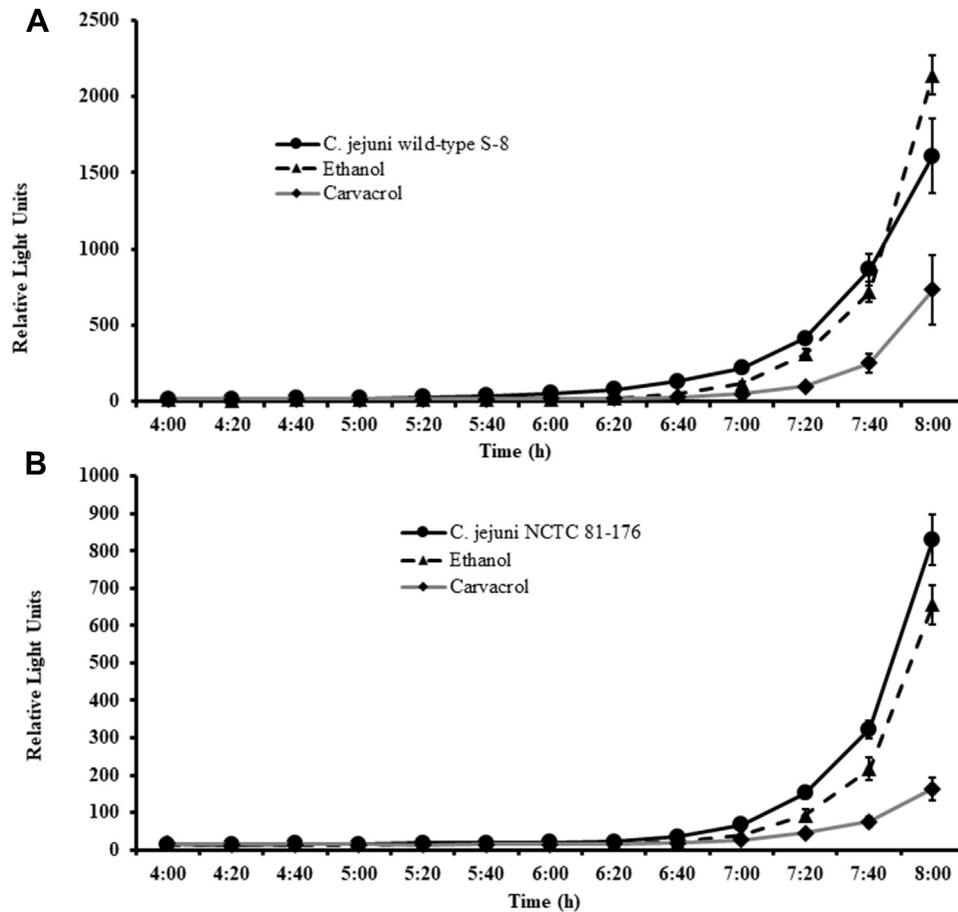 A
2500
2000
1500
1000
500
0
Relative Light Units
C. jejuni wild-type S-8
Ethanol
Carvacrol
4:00 4:20 4:40 5:00 5:20 5:40 6:00 6:20 6:40 7:00 7:20 7:40 8:00
Time (h)
B
1000
900
800
700
600
500
400
300
200
100
0
Relative Light Units
C. jejuni NCTC 81-176
Ethanol
Carvacrol
4:00 4:20 4:40 5:00 5:20 5:40 6:00 6:20 6:40 7:00 7:20 7:40 8:00
Time (h)